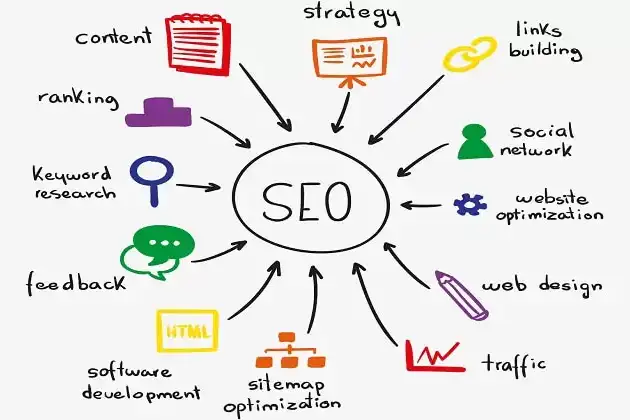 strategy
content
links
building
ranking
social
network
Keyword
research
SEO
website
optimization
feedback
web design
HTML
software
development
sitemap
optimization
traffic